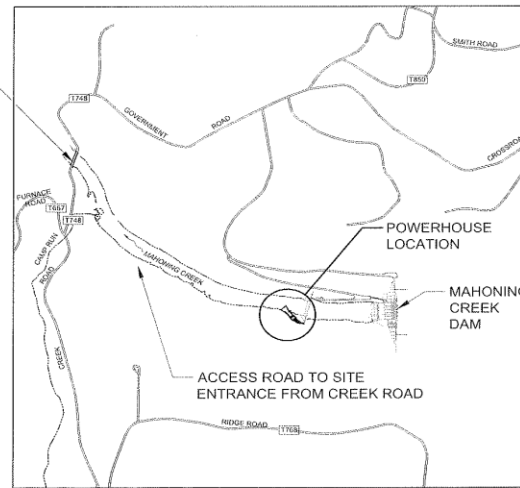 SMITH ROAD
T850
T748
GOVERNMENT
ROAD
CROSSROA
FURNACE
ROAD
T657
T748
CAMP RUN
ROAD
CREEK
MAHONING CREEK
POWERHOUSE
LOCATION
MAHONING
CREEK
DAM
ACCESS ROAD TO SITE
ENTRANCE FROM CREEK ROAD
RIDGE ROAD
T768